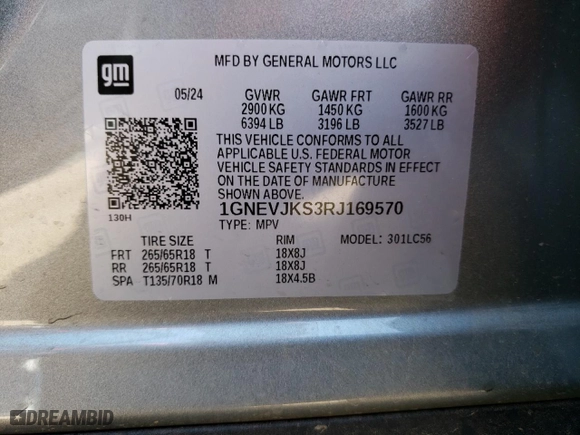 gm
MFD BY GENERAL MOTORS LLC
05/24 GVWR GAWR FRT GAWR RR
2900 KG 1450 KG 1600 KG
6394 LB 3196 LB 3527 LB
THIS VEHICLE CONFORMS TO ALL
APPLICABLE U.S. FEDERAL MOTOR
VEHICLE SAFETY STANDARDS IN EFFECT
ON THE DATE OF MANUFACTURE
SHOWN ABOVE.
130H
1GNEVJKS3RJ169570
TYPE: MPV
TIRE SIZE RIM MODEL: 301LC56
FRT 265/65R18 T 18X8J
RR 265/65R18 T 18X8J
SPA T135/70R18 M 18X4.5B
DREAMBID